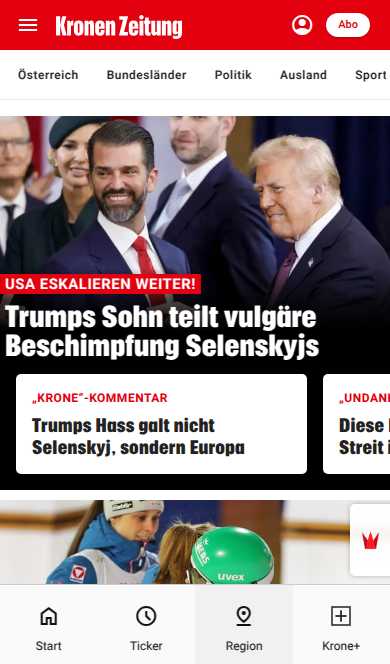 Kronen Zeitung
Abo
Österreich Bundesländer Politik Ausland Sport
USA ESKALIEREN WEITER!
Trumps Sohn teilt vulgäre
Beschimpfung Selenskyjs
„KRONE“-KOMMENTAR
Trumps Hass galt nicht
Selenskyj, sondern Europa
„UNDAN
Diese
Streit i
uvex
Start
Ticker
Region
Krone+